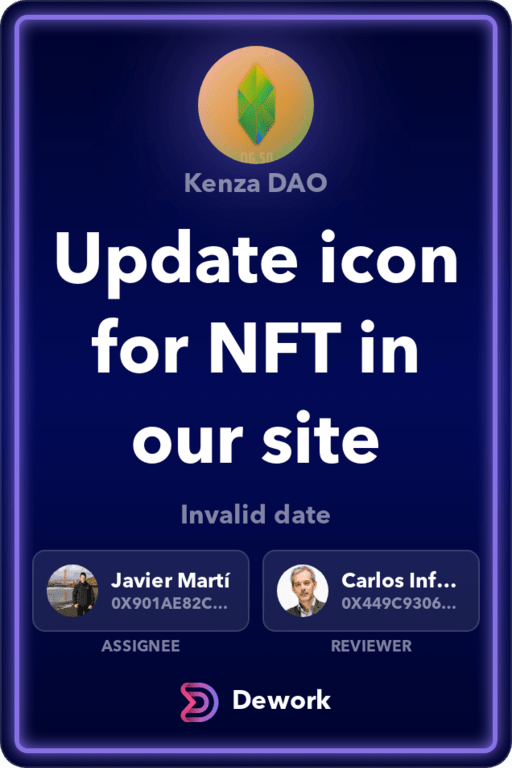 Kenza DAO
Update icon
for NFT in
our site
Invalid date
Javier Martí
0X901AE82C...
ASSIGNEE
Carlos Inf...
0X449C9306...
REVIEWER
Dework